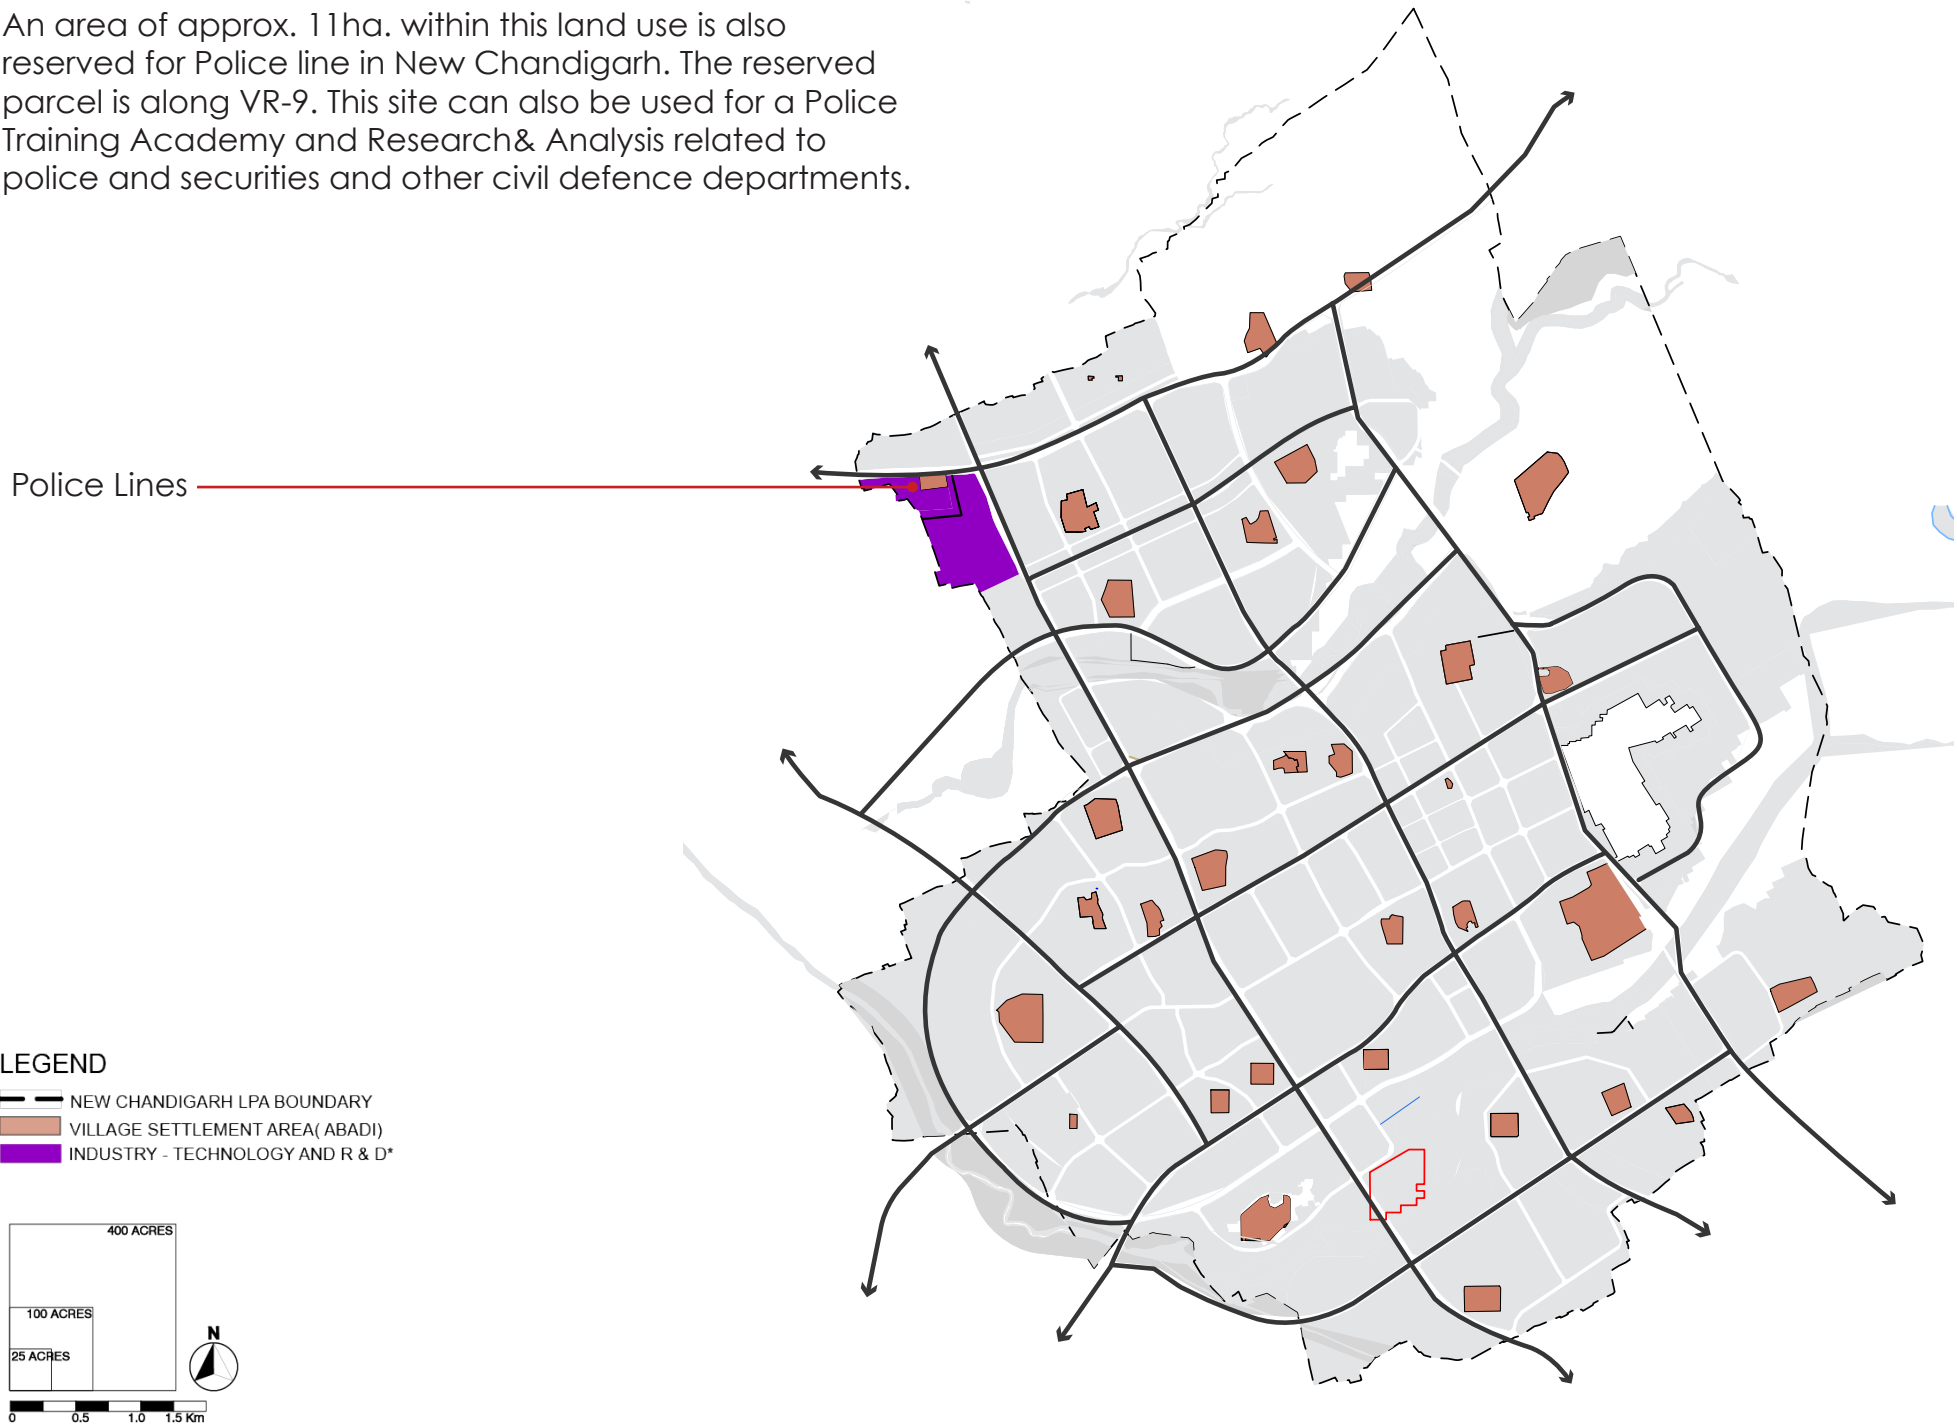 An area of approx. 11ha. within this land use is also
reserved for Police line in New Chandigarh. The reserved
parcel is along VR-9. This site can also be used for a Police
Training Academy and Research& Analysis related to
police and securities and other civil defence departments.
Police Lines
LEGEND
NEW CHANDIGARH LPA BOUNDARY
VILLAGE SETTLEMENT AREA( ABADI)
INDUSTRY - TECHNOLOGY AND R & D*
400 ACRES
100 ACRES
25 ACRES
N
0 0.5 1.0 1.5 Km